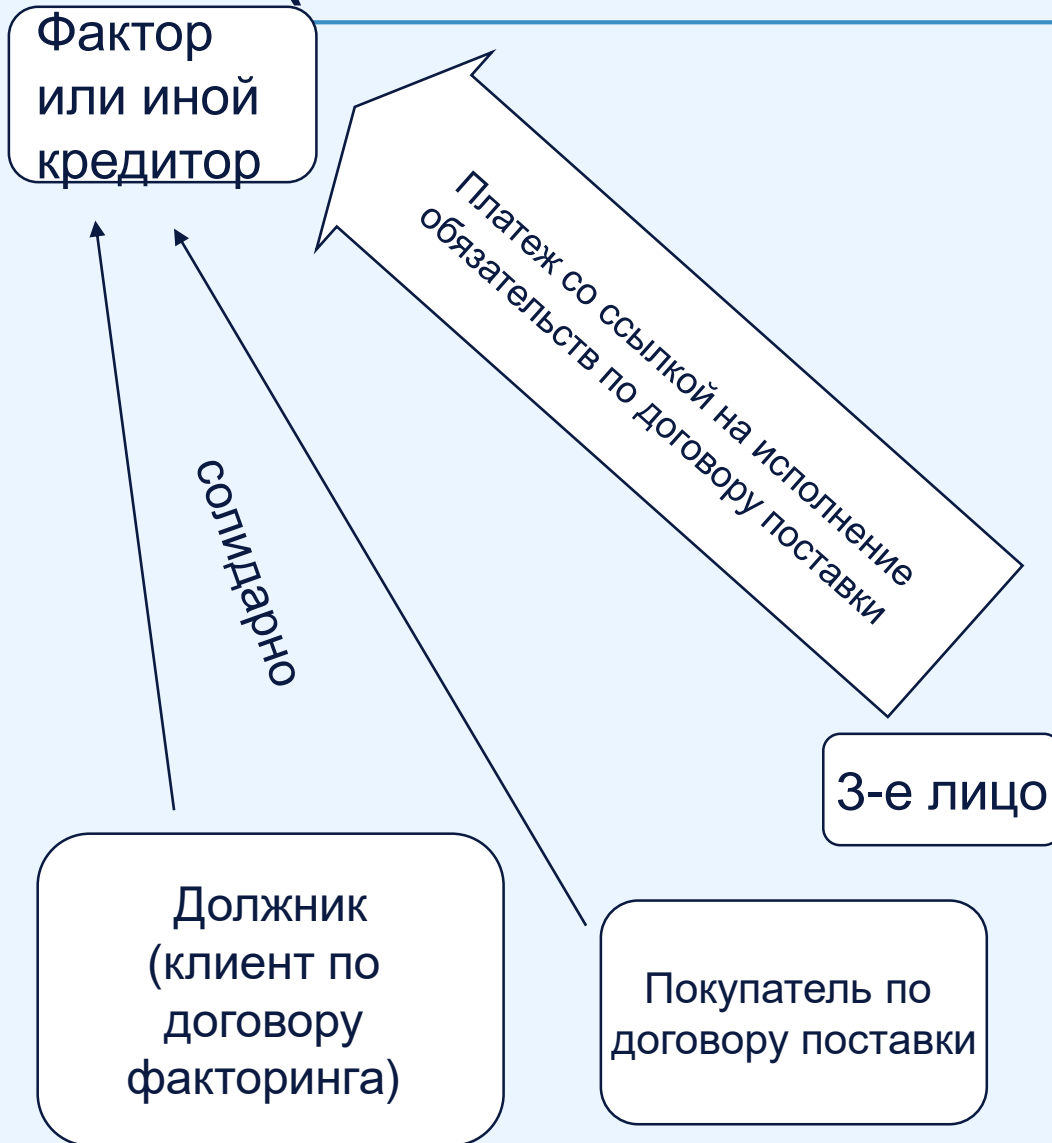 Фактор
или иной
кредитор
Платеж со ссылкой на исполнение
обязательств по договору поставки
солидарно
3-е лицо
Должник
(клиент по
договору
факторинга)
Покупатель по
договору поставки